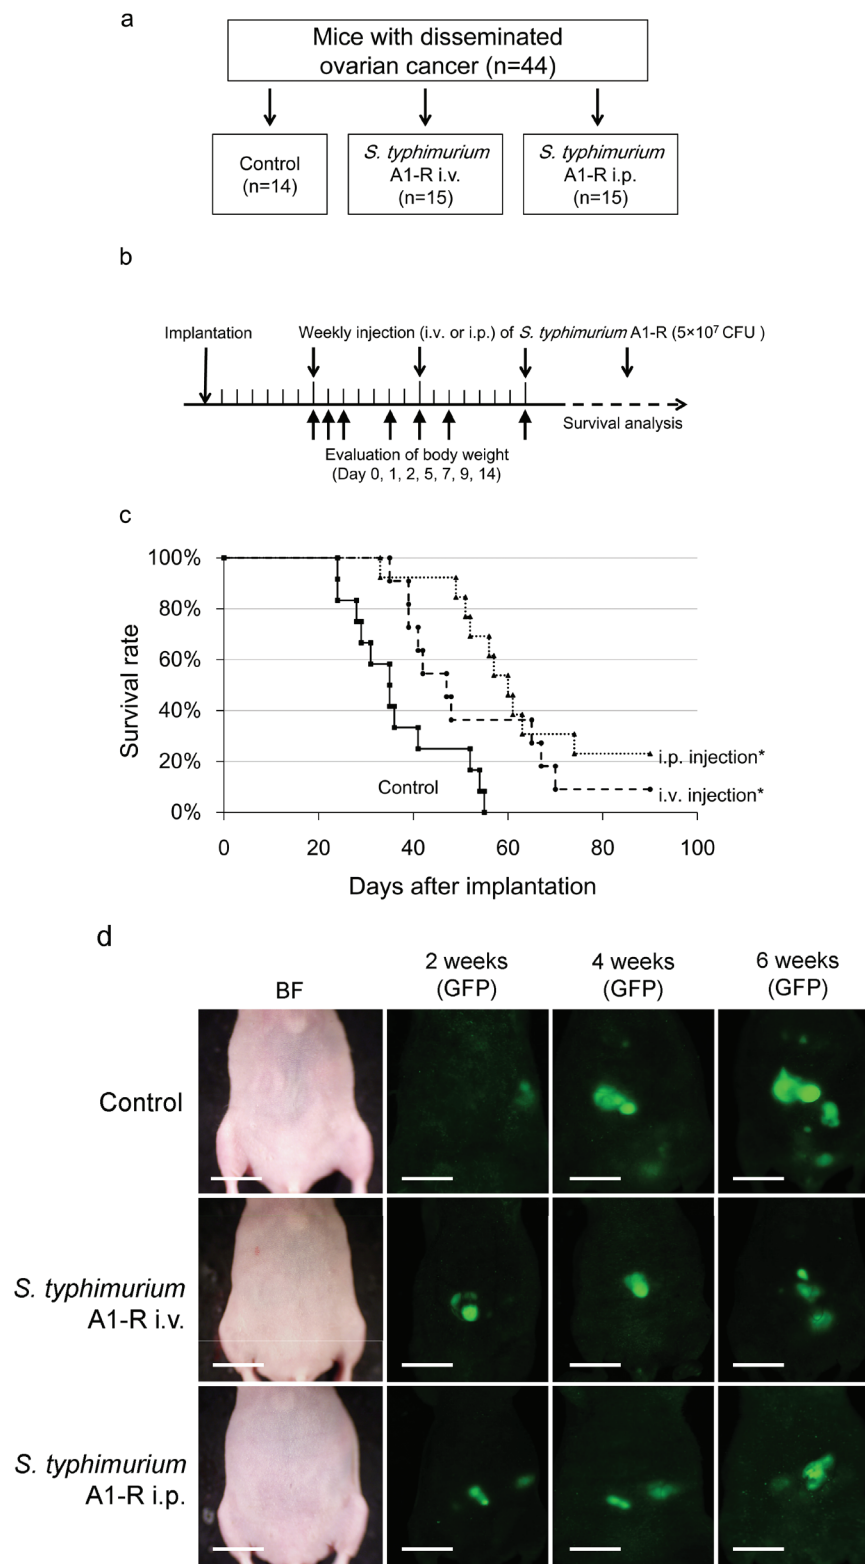 a
Mice with disseminated
ovarian cancer (n=44)
Control
(n=14)
S. typhimurium
A1-R i.v.
(n=15)
S. typhimurium
A1-R i.p.
(n=15)
b
Implantation
Weekly injection (i.v. or i.p.) of S. typhimurium A1-R (5×10⁷ CFU )
Survival analysis
Evaluation of body weight
(Day 0, 1, 2, 5, 7, 9, 14)
c
100%
80%
60%
40%
20%
0%
Survival rate
i.p. injection*
i.v. injection*
Control
0 20 40 60 80 100
Days after implantation
d
BF
2 weeks
(GFP)
4 weeks
(GFP)
6 weeks
(GFP)
Control
S. typhimurium
A1-R i.v.
S. typhimurium
A1-R i.p.